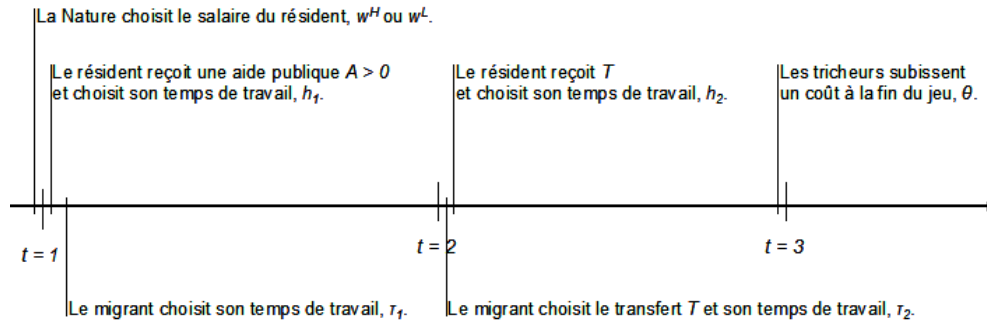 La Nature choisit le salaire du résident, w^H ou w^L.
Le résident reçoit une aide publique A > 0
et choisit son temps de travail, h₁.
Le résident reçoit T
et choisit son temps de travail, h₂.
Les tricheurs subissent
un coût à la fin du jeu, θ.
t = 1
t = 2
t = 3
Le migrant choisit son temps de travail, τ₁.
Le migrant choisit le transfert T et son temps de travail, τ₂.